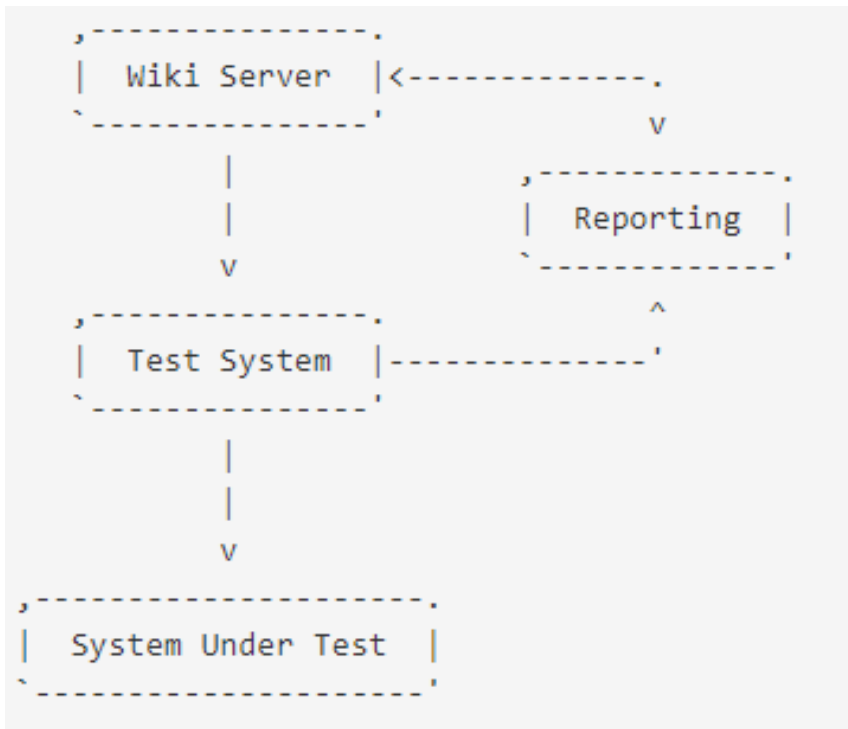 ,---------------.
|  Wiki Server  |<-------------.
`---------------'              v
        |               ,-------------.
        |               |  Reporting  |
        v               `-------------'
,---------------.              ^
|  Test System  |--------------'
`---------------'
        |
        |
        v
,---------------------.
|  System Under Test  |
`---------------------'